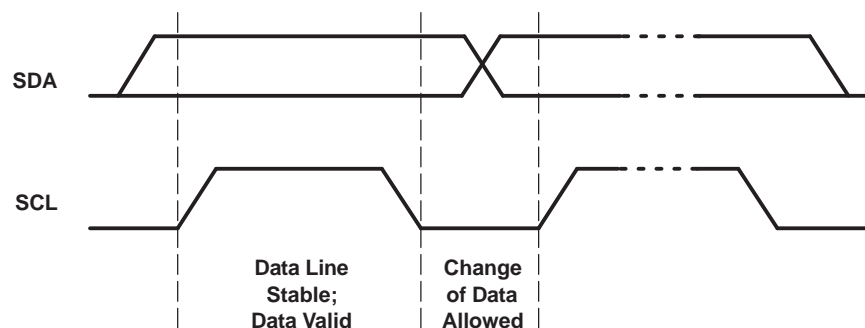 SDA
SCL
Data Line
Stable;
Data Valid
Change
of Data
Allowed